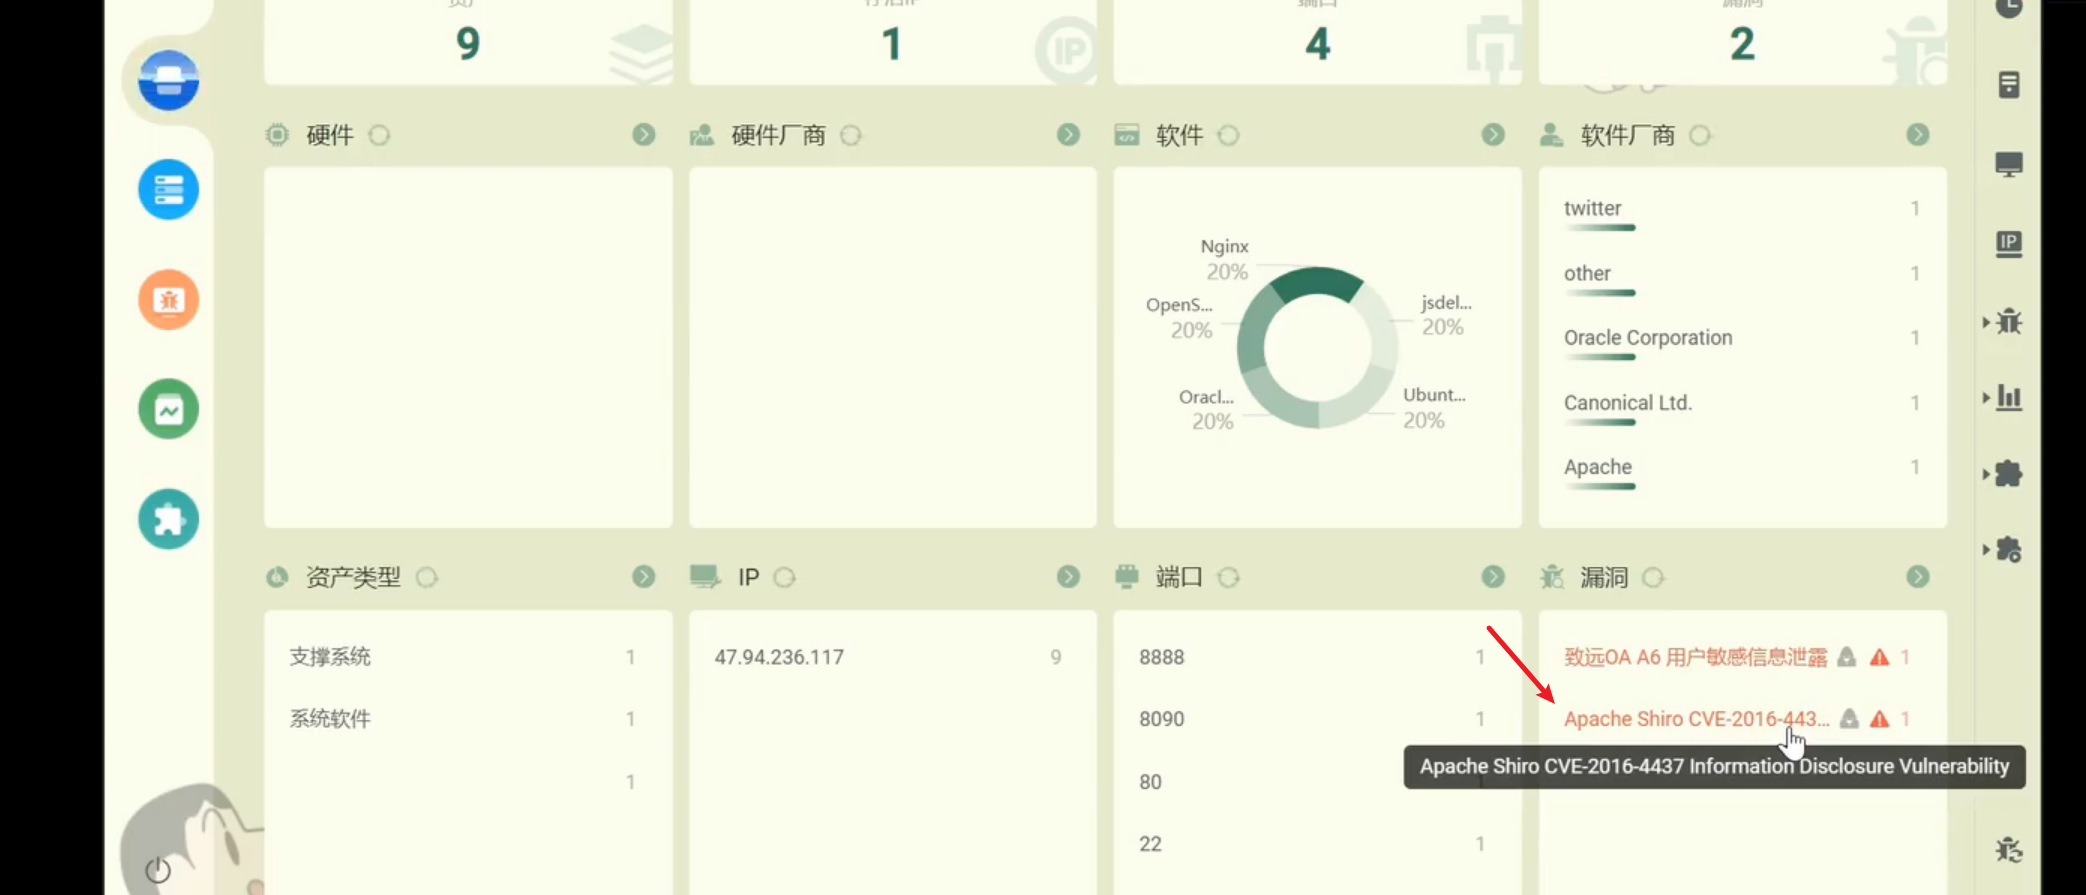 9
1
4
2
硬件
硬件厂商
软件
软件厂商
Nginx
20%
OpenS...
20%
jsdel...
20%
Oracl...
20%
Ubunt...
20%
twitter 1
other 1
Oracle Corporation 1
Canonical Ltd. 1
Apache 1
资产类型
IP
端口
漏洞
支撑系统 1
系统软件 1
1
47.94.236.117 9
8888 1
8090 1
80
22 1
致远OA A6 用户敏感信息泄露 1
Apache Shiro CVE-2016-443... 1
Apache Shiro CVE-2016-4437 Information Disclosure Vulnerability
IP
IP